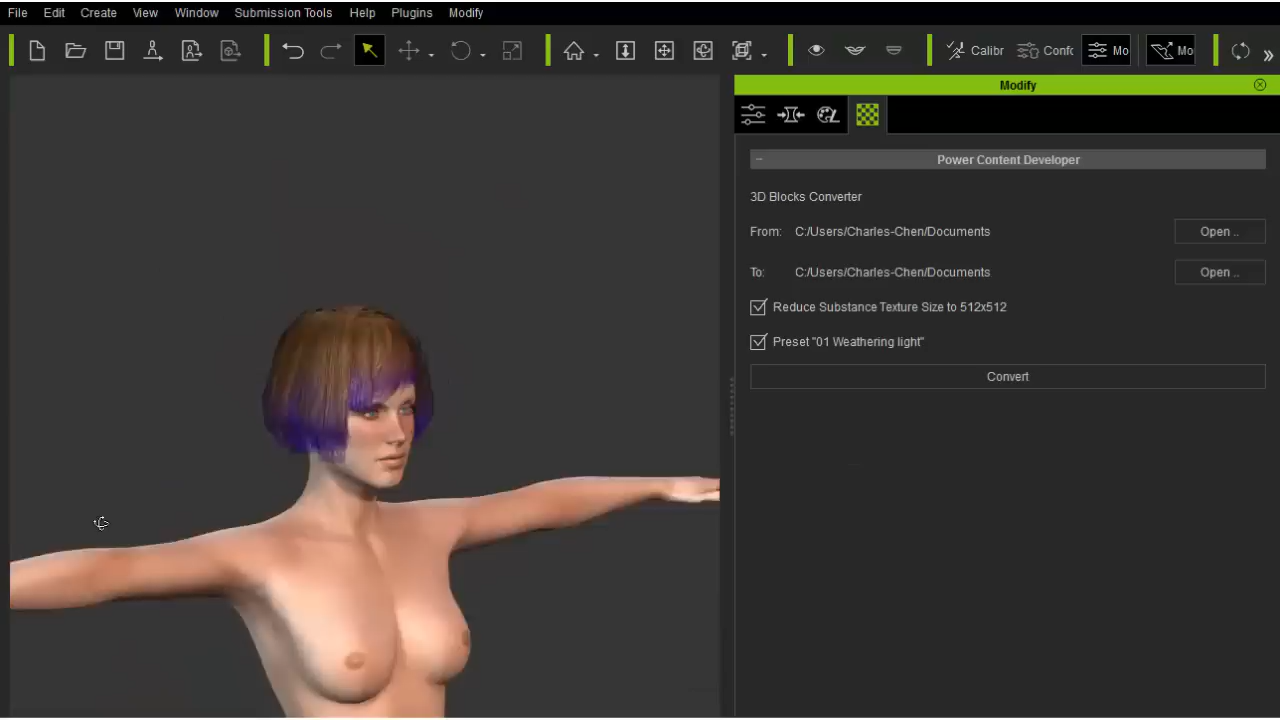 File Edit Create View Window Submission Tools Help Plugins Modify
Calibr Confc Mo Mo
Modify
Power Content Developer
3D Blocks Converter
From: C:/Users/Charles-Chen/Documents Open ..
To: C:/Users/Charles-Chen/Documents Open ..
Reduce Substance Texture Size to 512x512
Preset "01 Weathering light"
Convert